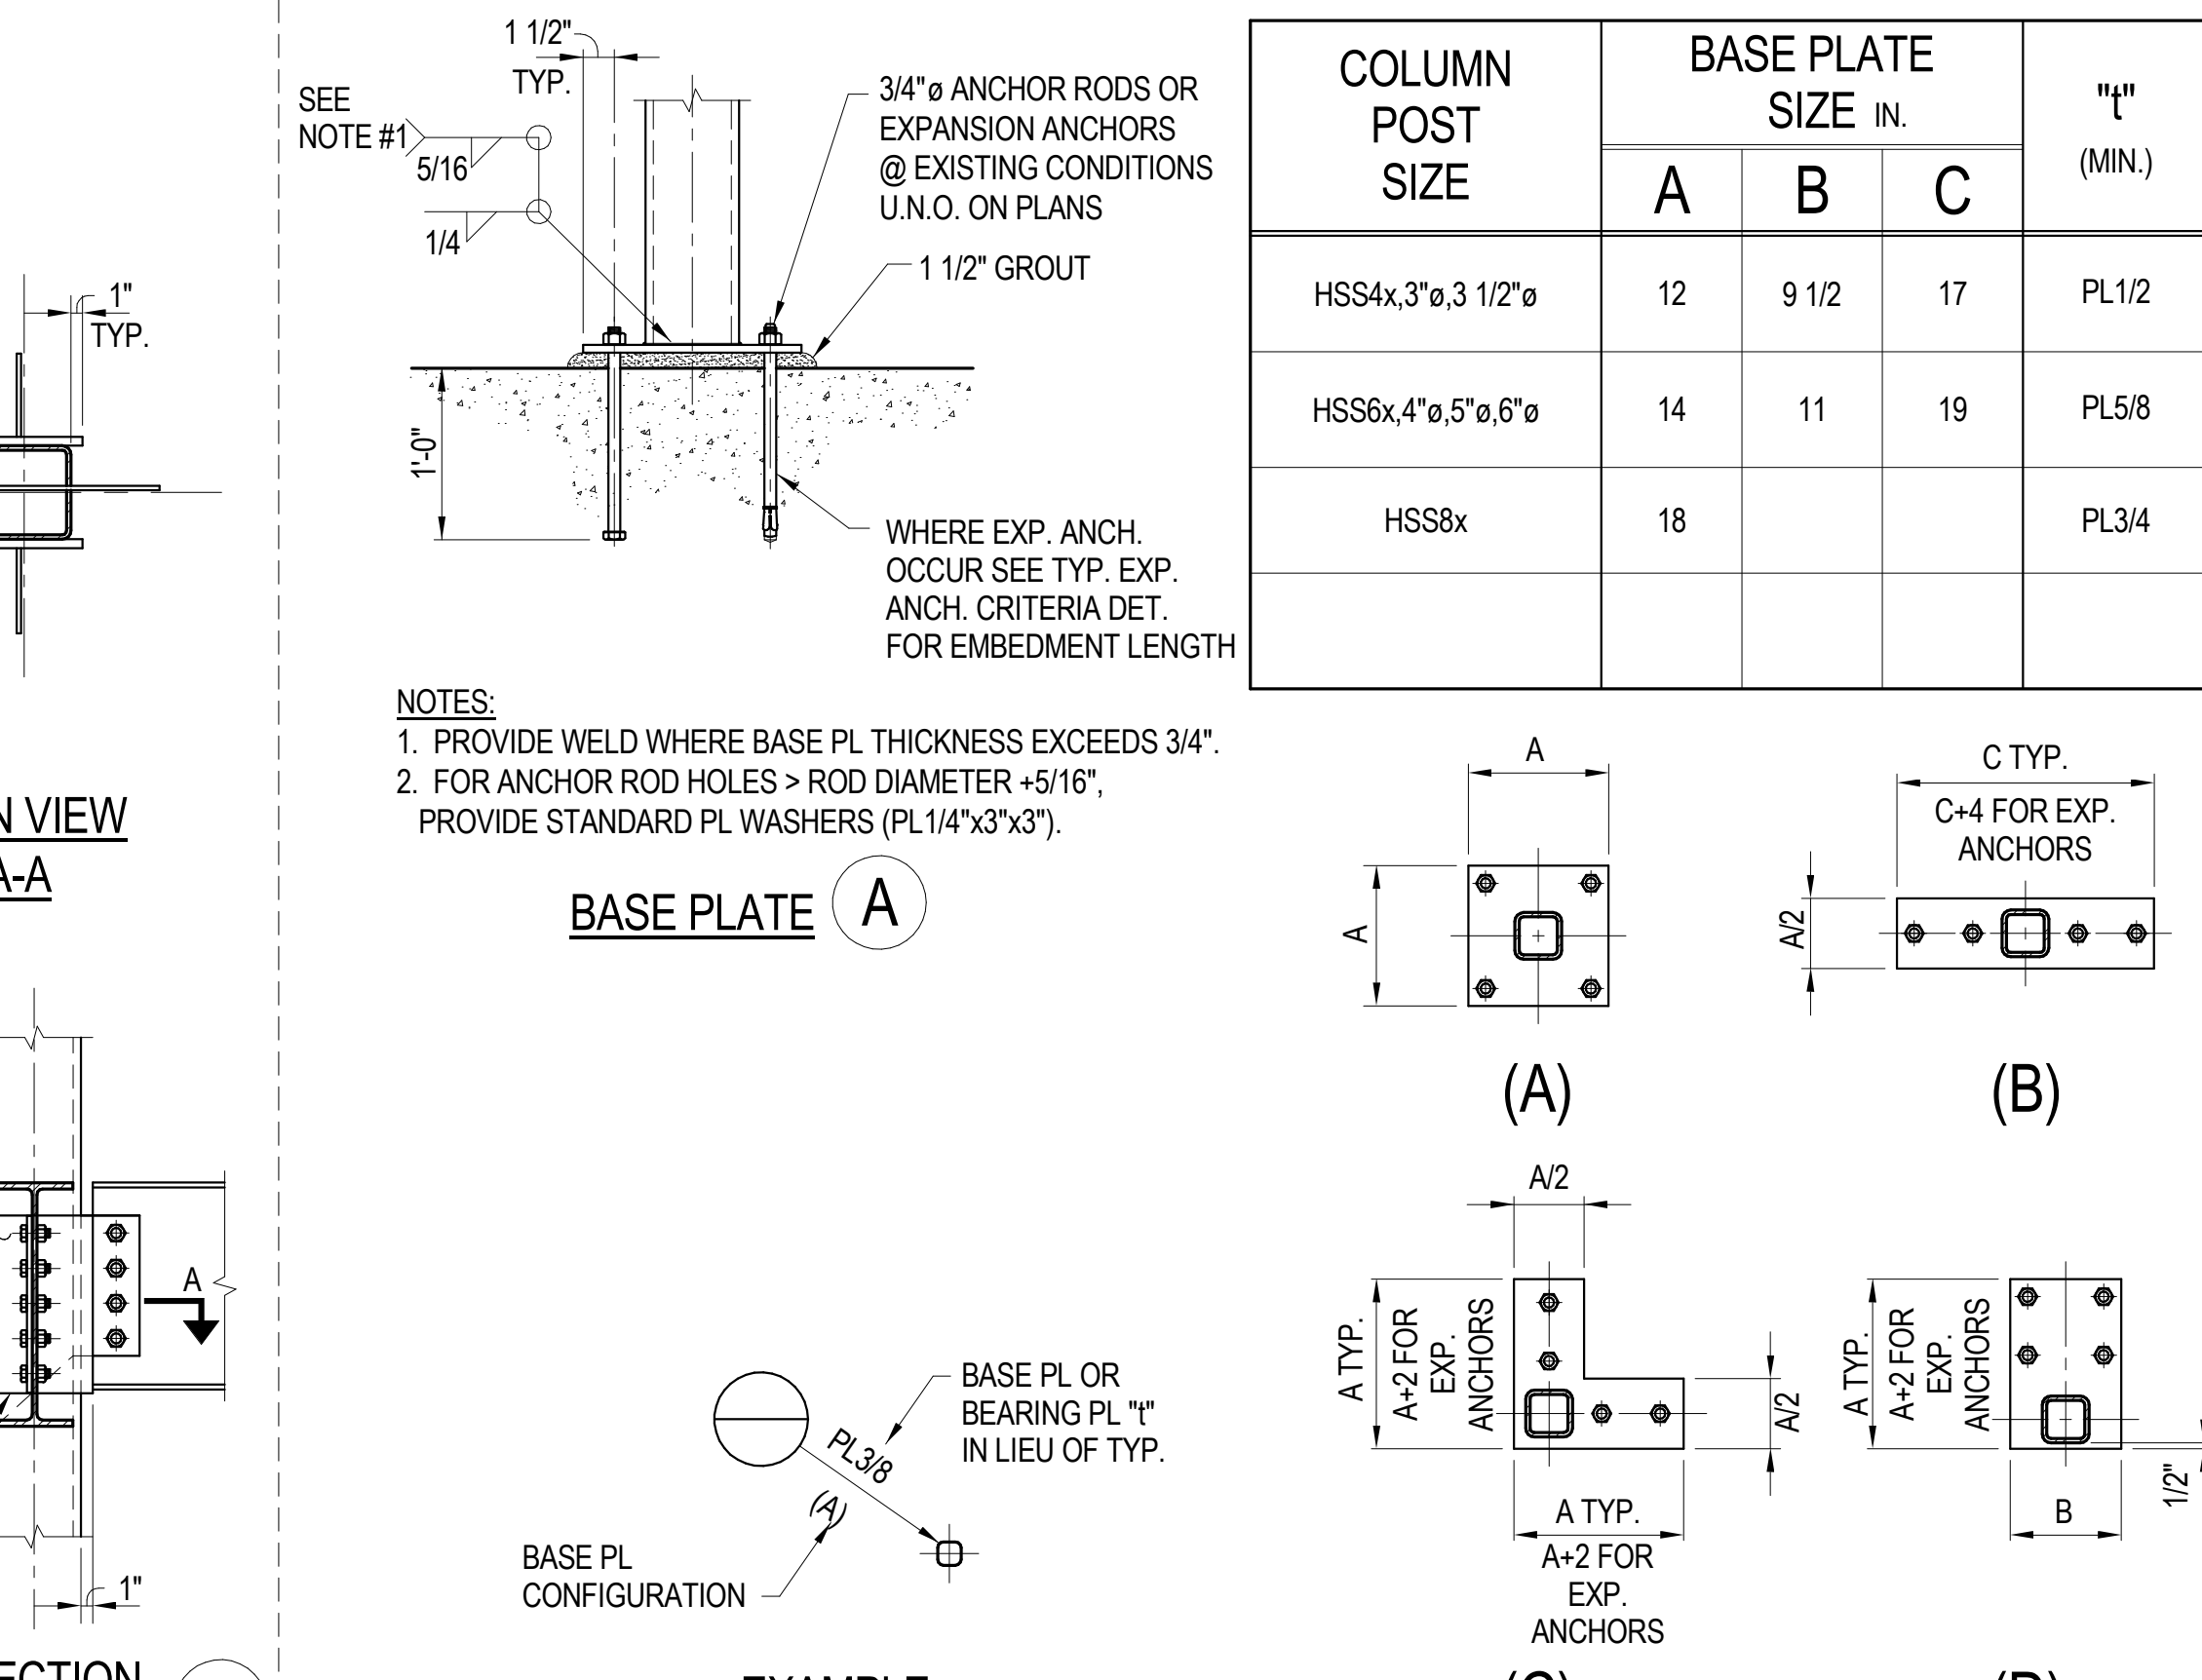 1"
TYP.
N VIEW
A-A
A
1"
ECTION
1 1/2"
TYP.
SEE
NOTE #1
5/16
1/4
3/4"ø ANCHOR RODS OR
EXPANSION ANCHORS
@ EXISTING CONDITIONS
U.N.O. ON PLANS
1 1/2" GROUT
1'-0"
WHERE EXP. ANCH.
OCCUR SEE TYP. EXP.
ANCH. CRITERIA DET.
FOR EMBEDMENT LENGTH
NOTES:
1. PROVIDE WELD WHERE BASE PL THICKNESS EXCEEDS 3/4".
2. FOR ANCHOR ROD HOLES > ROD DIAMETER +5/16",
PROVIDE STANDARD PL WASHERS (PL1/4"x3"x3").
BASE PLATE A
BASE PL OR
BEARING PL "t"
IN LIEU OF TYP.
PL3/8
(A)
BASE PL
CONFIGURATION
EXAMPLE
COLUMN
POST
SIZE
BASE PLATE
SIZE IN.
"t"
(MIN.)
A B C
HSS4x,3"ø,3 1/2"ø 12 9 1/2 17 PL1/2
HSS6x,4"ø,5"ø,6"ø 14 11 19 PL5/8
HSS8x 18 PL3/4
A
A
(A)
C TYP.
C+4 FOR EXP.
ANCHORS
A/2
(B)
A/2
A TYP.
A+2 FOR
EXP.
ANCHORS
A/2
A TYP.
A+2 FOR
EXP.
ANCHORS
(C)
A TYP.
A+2 FOR
EXP.
ANCHORS
1/2"
B
(D)